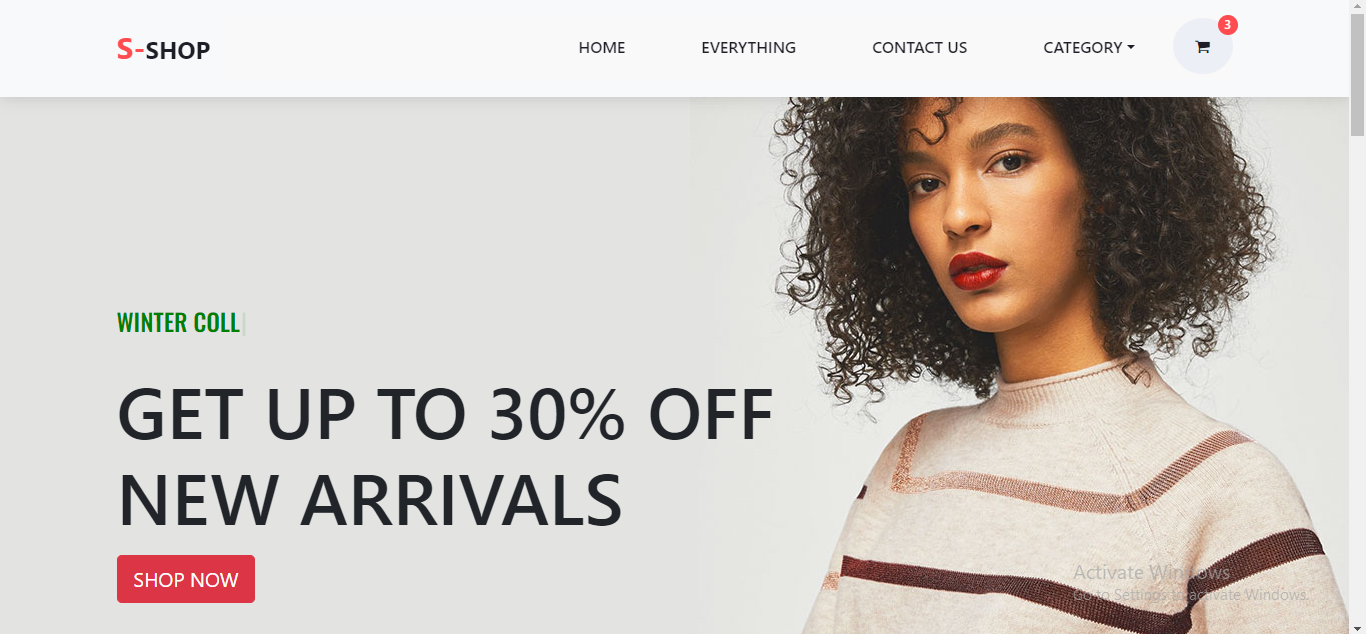 S-SHOP
HOME
EVERYTHING
CONTACT US
CATEGORY
3
WINTER COLL
GET UP TO 30% OFF
NEW ARRIVALS
SHOP NOW
Activate Windows
Go to Settings to activate Windows.